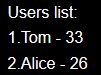 Users list:
1.Tom - 33
2.Alice - 26